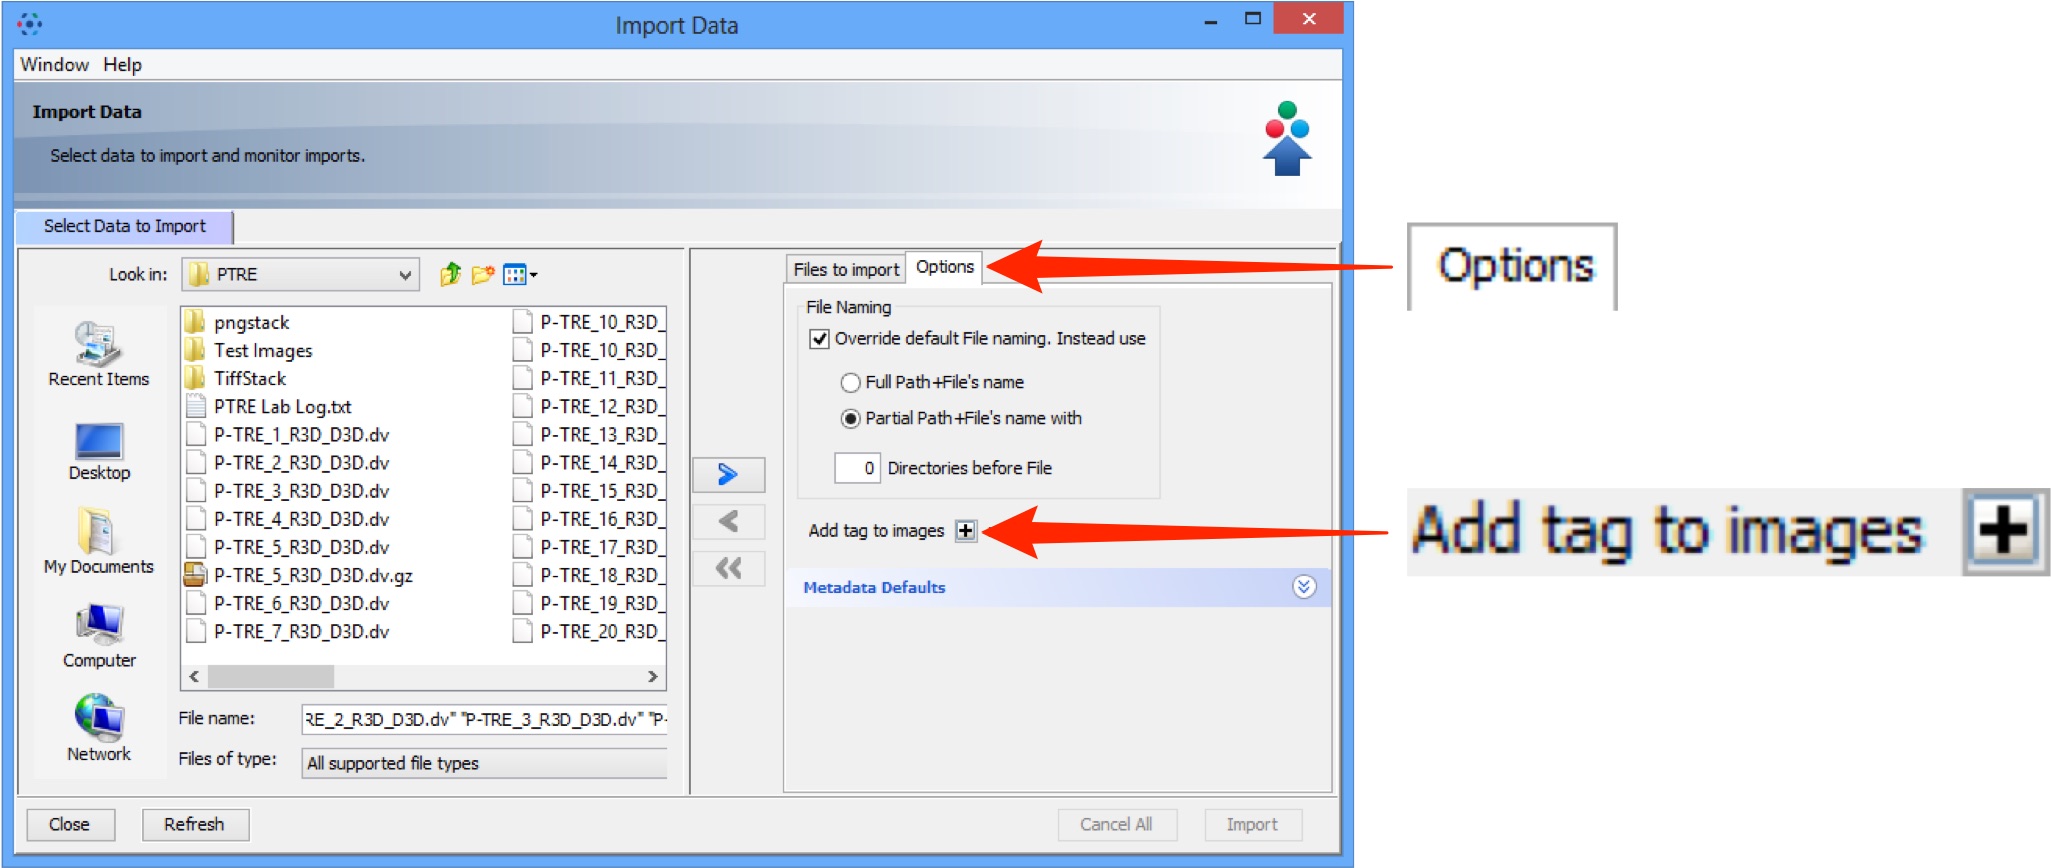 Import Data
Window Help
Import Data
Select data to import and monitor imports.
Select Data to Import
Look in: PTRE
Recent Items
Desktop
My Documents
Computer
Network
pngstack
Test Images
TiffStack
PTRE Lab Log.txt
P-TRE_1_R3D_D3D.dv
P-TRE_2_R3D_D3D.dv
P-TRE_3_R3D_D3D.dv
P-TRE_4_R3D_D3D.dv
P-TRE_5_R3D_D3D.dv
P-TRE_5_R3D_D3D.dv.gz
P-TRE_6_R3D_D3D.dv
P-TRE_7_R3D_D3D.dv
P-TRE_10_R3D_
P-TRE_10_R3D_
P-TRE_11_R3D_
P-TRE_12_R3D_
P-TRE_13_R3D_
P-TRE_14_R3D_
P-TRE_15_R3D_
P-TRE_16_R3D_
P-TRE_17_R3D_
P-TRE_18_R3D_
P-TRE_19_R3D_
P-TRE_20_R3D_
File name: RE_2_R3D_D3D.dv" "P-TRE_3_R3D_D3D.dv" "P-
Files of type: All supported file types
Files to import Options
File Naming
Override default File naming. Instead use
Full Path+File's name
Partial Path+File's name with
0 Directories before File
Add tag to images +
Metadata Defaults
Close Refresh Cancel All Import
Options
Add tag to images +